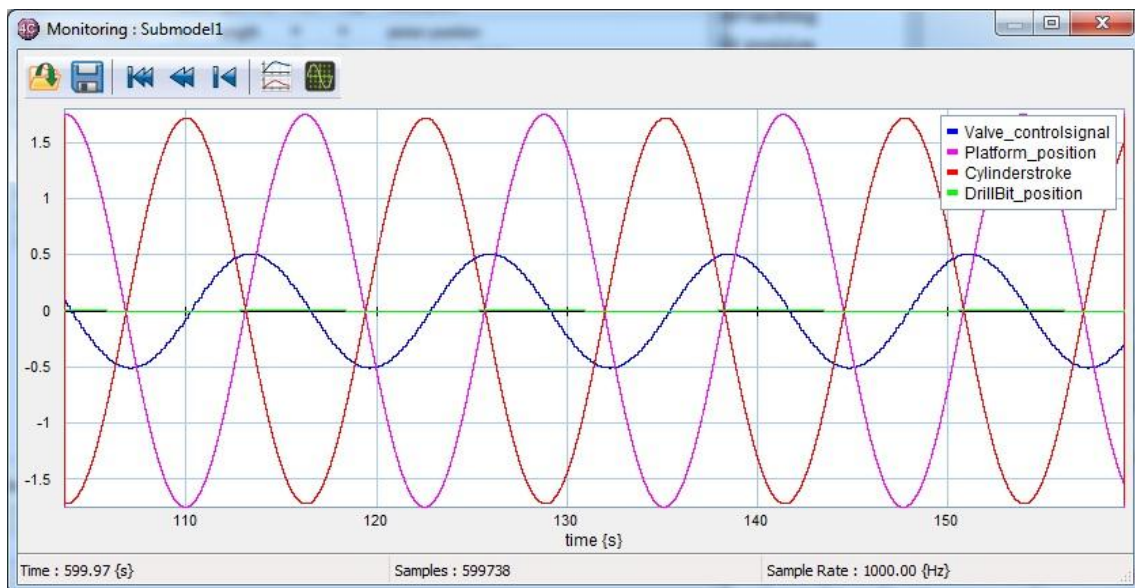 4C
Monitoring : Submodel1
Valve_controlsignal
Platform_position
Cylinderstroke
DrillBit_position
1.5
1
0.5
0
-0.5
-1
-1.5
110 120 130 140 150
time {s}
Time : 599.97 {s} Samples : 599738 Sample Rate : 1000.00 {Hz}